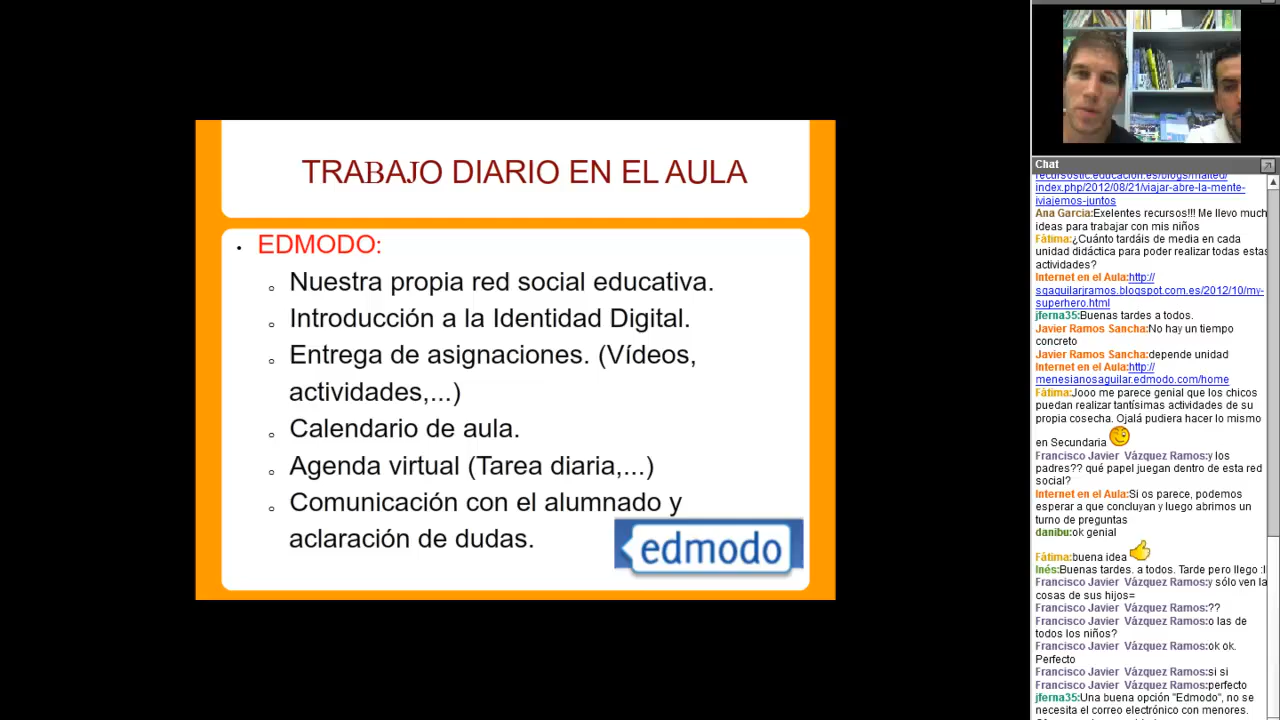 TRABAJO DIARIO EN EL AULA
EDMODO:
Nuestra propia red social educativa.
Introducción a la Identidad Digital.
Entrega de asignaciones. (Vídeos,
actividades,...)
Calendario de aula.
Agenda virtual (Tarea diaria,...)
Comunicación con el alumnado y
aclaración de dudas.
edmodo
Chat
recursostic.educacion.es/blogs/malted/
index.php/2012/08/21/viajar-abre-la-mente-
iviajemos-juntos
Ana Garcia:Exelentes recursos!!! Me llevo much
ideas para trabajar con mis niños
Fátima:¿Cuánto tardáis de media en cada
unidad didáctica para poder realizar todas estas
actividades?
Internet en el Aula:http://
sgaguilarjramos.blogspot.com.es/2012/10/my-
superhero.html
jferna35:Buenas tardes a todos.
Javier Ramos Sancha:No hay un tiempo
concreto
Javier Ramos Sancha:depende unidad
Internet en el Aula:http://
menesianosaguilar.edmodo.com/home
Fátima:Jooo me parece genial que los chicos
puedan realizar tantísimas actividades de su
propia cosecha. Ojalá pudiera hacer lo mismo
en Secundaria
Francisco Javier Vázquez Ramos:y los
padres?? qué papel juegan dentro de esta red
social?
Internet en el Aula:Si os parece, podemos
esperar a que concluyan y luego abrimos un
turno de preguntas
danibu:ok genial
Fátima:buena idea
Inés:Buenas tardes. a todos. Tarde pero llego :I
Francisco Javier Vázquez Ramos:y sólo ven la
cosas de sus hijos=
Francisco Javier Vázquez Ramos:??
Francisco Javier Vázquez Ramos:o las de
todos los niños?
Francisco Javier Vázquez Ramos:ok ok.
Perfecto
Francisco Javier Vázquez Ramos:si si
Francisco Javier Vázquez Ramos:perfecto
jferna35:Una buena opción "Edmodo", no se
necesita el correo electrónico con menores.